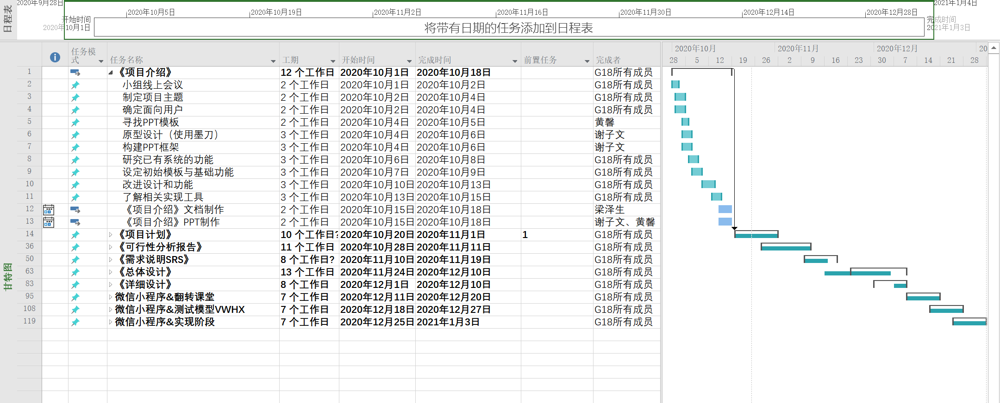 日程表
2020年9月28日
2021年1月4日
2020年10月5日 2020年10月19日 2020年11月2日 2020年11月16日 2020年11月30日 2020年12月14日 2020年12月28日
开始时间
2020年10月1日
将带有日期的任务添加到日程表
完成时间
2021年1月3日
甘特图
任务模式 任务名称 工期 开始时间 完成时间 前置任务 完成者
2020年10月 2020年11月 2020年12月 20
28 5 12 19 26 2 9 16 23 30 7 14 21 28
1 《项目介绍》 12 个工作日 2020年10月1日 2020年10月18日 G18所有成员
2 小组线上会议 2 个工作日 2020年10月1日 2020年10月2日 G18所有成员
3 制定项目主题 2 个工作日 2020年10月2日 2020年10月4日 G18所有成员
4 确定面向用户 2 个工作日 2020年10月2日 2020年10月4日 G18所有成员
5 寻找PPT模板 2 个工作日 2020年10月4日 2020年10月5日 黄馨
6 原型设计（使用墨刀） 3 个工作日 2020年10月4日 2020年10月6日 谢子文
7 构建PPT框架 3 个工作日 2020年10月4日 2020年10月6日 谢子文
8 研究已有系统的功能 3 个工作日 2020年10月6日 2020年10月8日 G18所有成员
9 设定初始模板与基础功能 3 个工作日 2020年10月7日 2020年10月9日 G18所有成员
10 改进设计和功能 3 个工作日 2020年10月10日 2020年10月13日 G18所有成员
11 了解相关实现工具 3 个工作日 2020年10月13日 2020年10月15日 G18所有成员
12 《项目介绍》文档制作 2 个工作日 2020年10月15日 2020年10月18日 梁泽生
13 《项目介绍》PPT制作 2 个工作日 2020年10月15日 2020年10月18日 谢子文、黄馨
14 《项目计划》 10 个工作日? 2020年10月20日 2020年11月1日 1 G18所有成员
36 《可行性分析报告》 11 个工作日 2020年10月28日 2020年11月11日 G18所有成员
50 《需求说明SRS》 8 个工作日? 2020年11月10日 2020年11月19日 G18所有成员
63 《总体设计》 13 个工作日 2020年11月24日 2020年12月10日 G18所有成员
83 《详细设计》 8 个工作日 2020年12月1日 2020年12月10日 G18所有成员
95 微信小程序&翻转课堂 7 个工作日 2020年12月11日 2020年12月20日 G18所有成员
108 微信小程序&测试模型VWHX 7 个工作日 2020年12月18日 2020年12月27日 G18所有成员
119 微信小程序&实现阶段 7 个工作日 2020年12月25日 2021年1月3日 G18所有成员